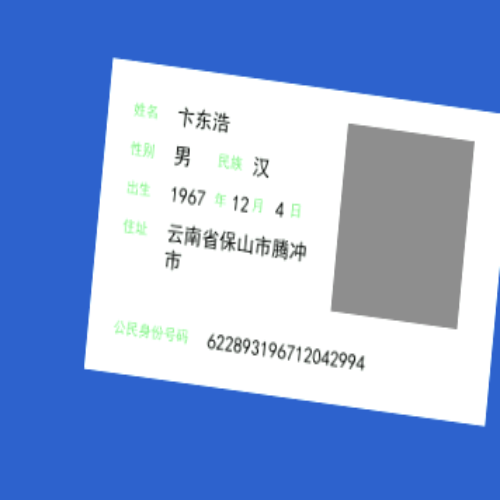 姓名 卞东浩
性别 男 民族 汉
出生 1967 年 12 月 4 日
住址 云南省保山市腾冲
市
公民身份号码 622893196712042994